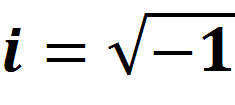 i = √−1